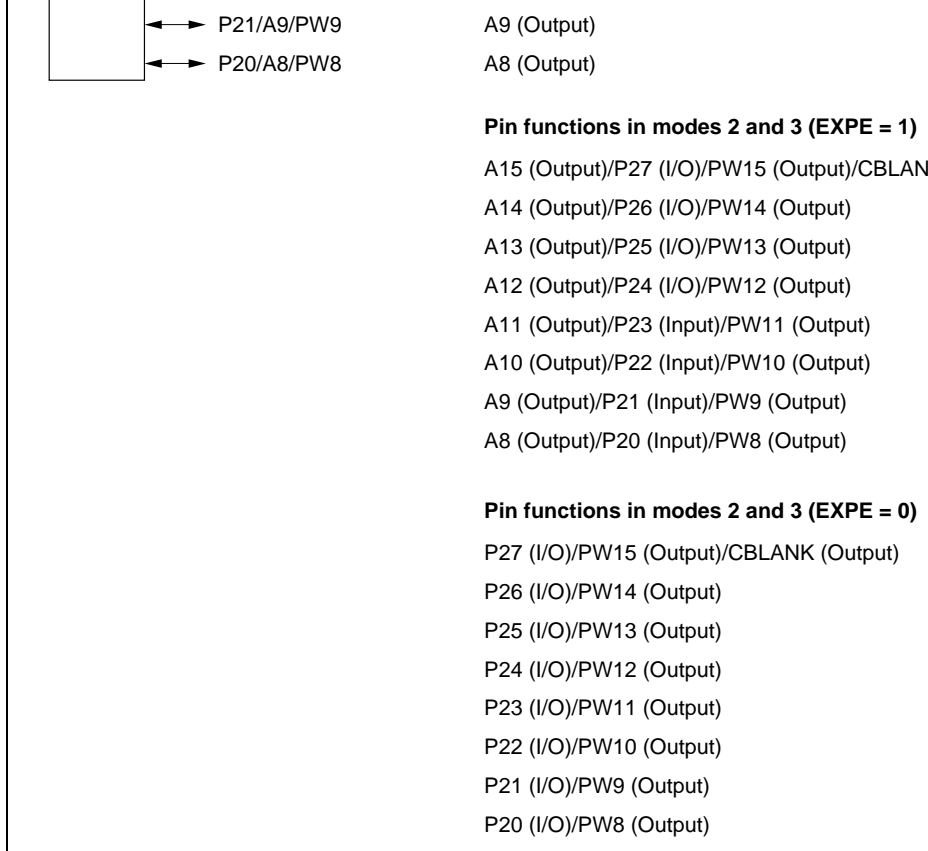 P21/A9/PW9 A9 (Output)
P20/A8/PW8 A8 (Output)
Pin functions in modes 2 and 3 (EXPE = 1)
A15 (Output)/P27 (I/O)/PW15 (Output)/CBLAN
A14 (Output)/P26 (I/O)/PW14 (Output)
A13 (Output)/P25 (I/O)/PW13 (Output)
A12 (Output)/P24 (I/O)/PW12 (Output)
A11 (Output)/P23 (Input)/PW11 (Output)
A10 (Output)/P22 (Input)/PW10 (Output)
A9 (Output)/P21 (Input)/PW9 (Output)
A8 (Output)/P20 (Input)/PW8 (Output)
Pin functions in modes 2 and 3 (EXPE = 0)
P27 (I/O)/PW15 (Output)/CBLANK (Output)
P26 (I/O)/PW14 (Output)
P25 (I/O)/PW13 (Output)
P24 (I/O)/PW12 (Output)
P23 (I/O)/PW11 (Output)
P22 (I/O)/PW10 (Output)
P21 (I/O)/PW9 (Output)
P20 (I/O)/PW8 (Output)